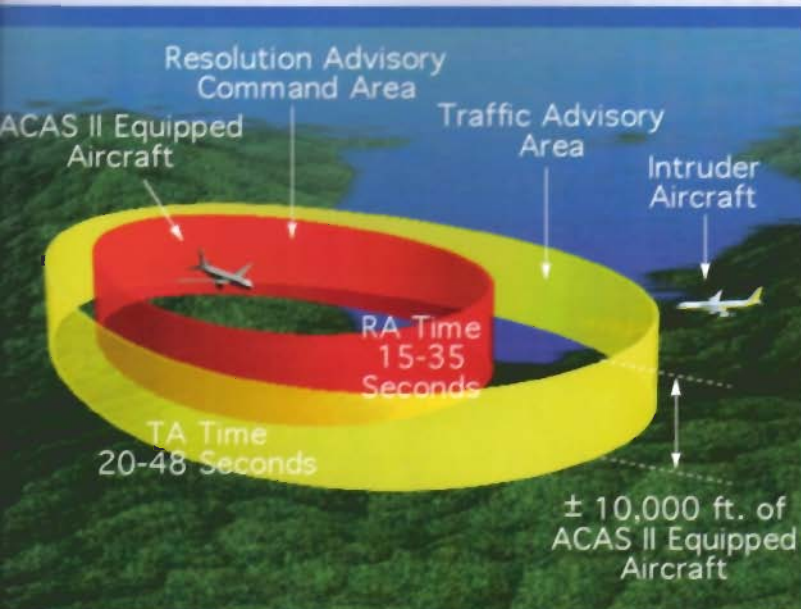 Resolution Advisory
Command Area
ACAS II Equipped
Aircraft
Traffic Advisory
Area
Intruder
Aircraft
RA Time
15-35
Seconds
TA Time
20-48 Seconds
± 10,000 ft. of
ACAS II Equipped
Aircraft